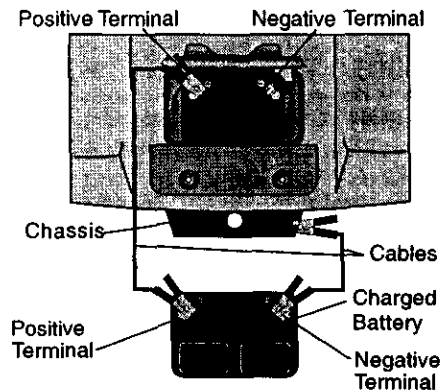 Positive Terminal
Negative Terminal
Chassis
Cables
Charged
Battery
Positive
Terminal
Negative
Terminal